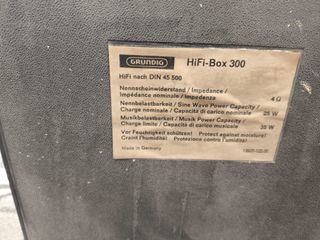 GRUNDIG HiFi-Box 300
HiFi nach DIN 45 500
Nennscheinwiderstand / Impedance /
Impédance nominale / Impedenza 4 Ω
Nennbelastbarkeit / Sine Wave Power Capacity /
Charge nominale / Capacità di carico nominale 25 W
Musikbelastbarkeit / Musik Power Capacity /
Charge limite / Capacità di carico musicale 35 W
Vor Feuchtigkeit schützen! Protect against moisture!
Craint l'humidité! Protezione contro l'umidità!
Made in Germany